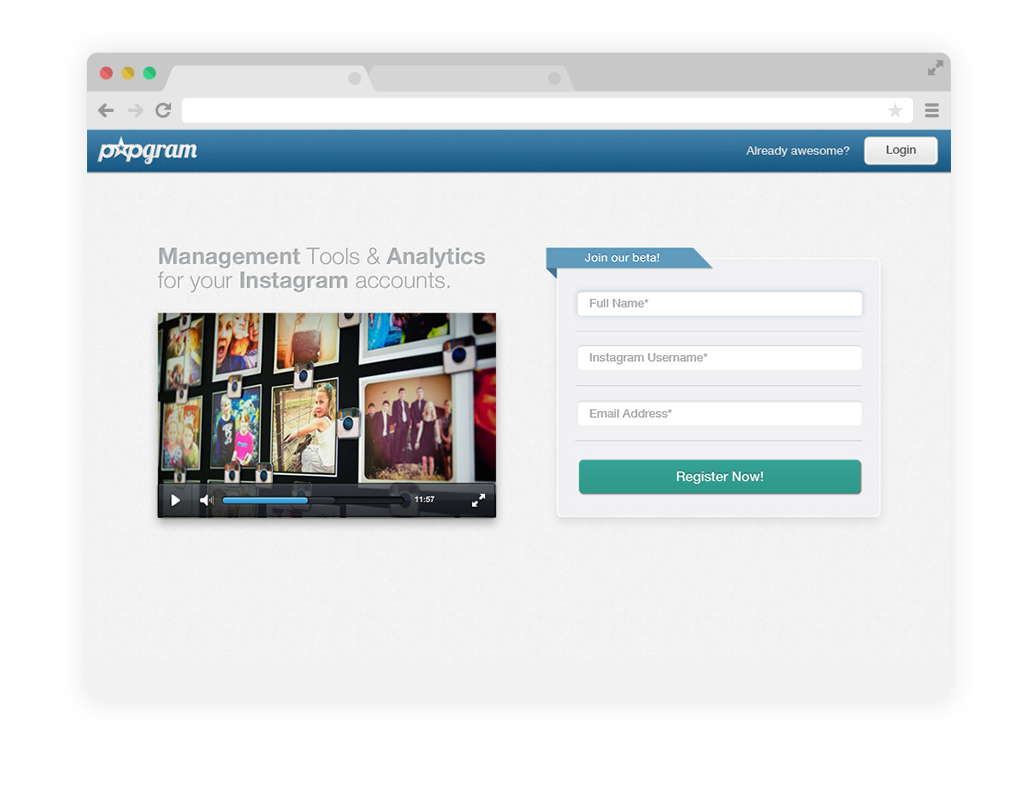 popgram
Already awesome?
Login
Management Tools & Analytics
for your Instagram accounts.
Join our beta!
Full Name*
Instagram Username*
Email Address*
Register Now!
11:57